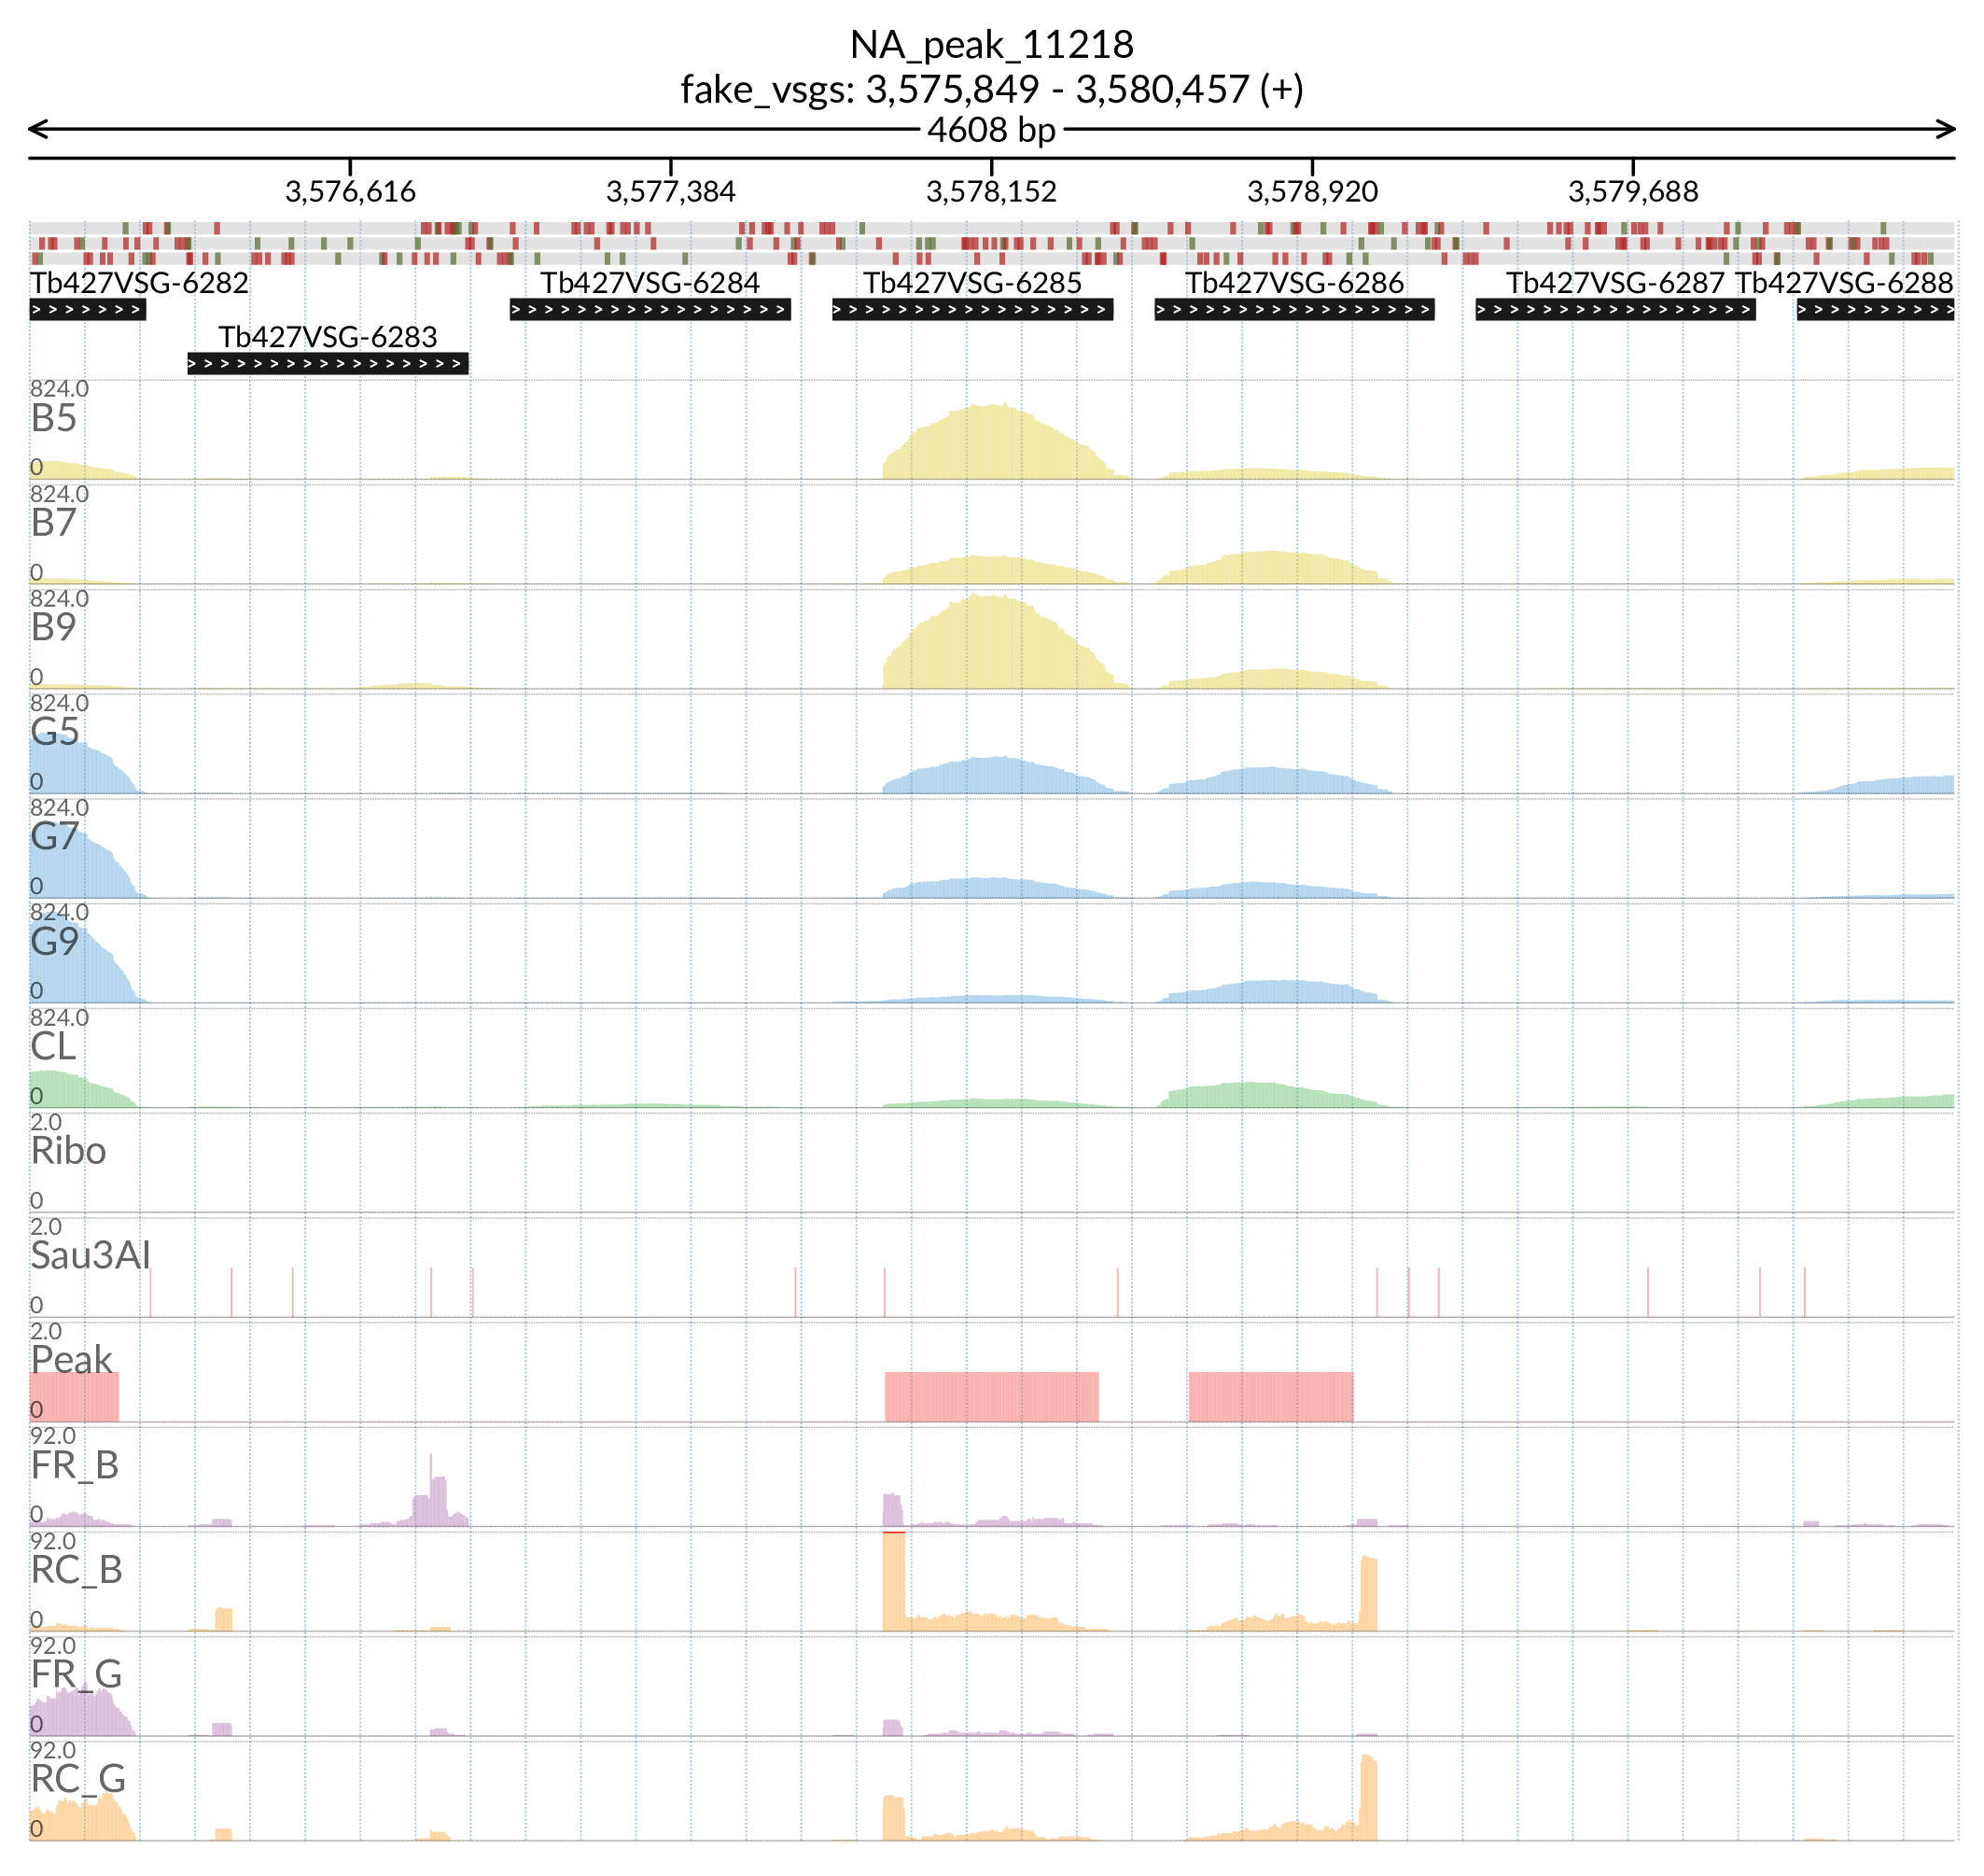 NA_peak_11218
fake_vsgs: 3,575,849 - 3,580,457 (+)
4608 bp
3,576,616 3,577,384 3,578,152 3,578,920 3,579,688
Tb427VSG-6282 Tb427VSG-6284 Tb427VSG-6285 Tb427VSG-6286 Tb427VSG-6287 Tb427VSG-6288
Tb427VSG-6283
824.0
B5
0
824.0
B7
0
824.0
B9
0
824.0
G5
0
824.0
G7
0
824.0
G9
0
824.0
CL
0
2.0
Ribo
0
2.0
Sau3AI
0
2.0
Peak
0
92.0
FR_B
0
92.0
RC_B
0
92.0
FR_G
0
92.0
RC_G
0